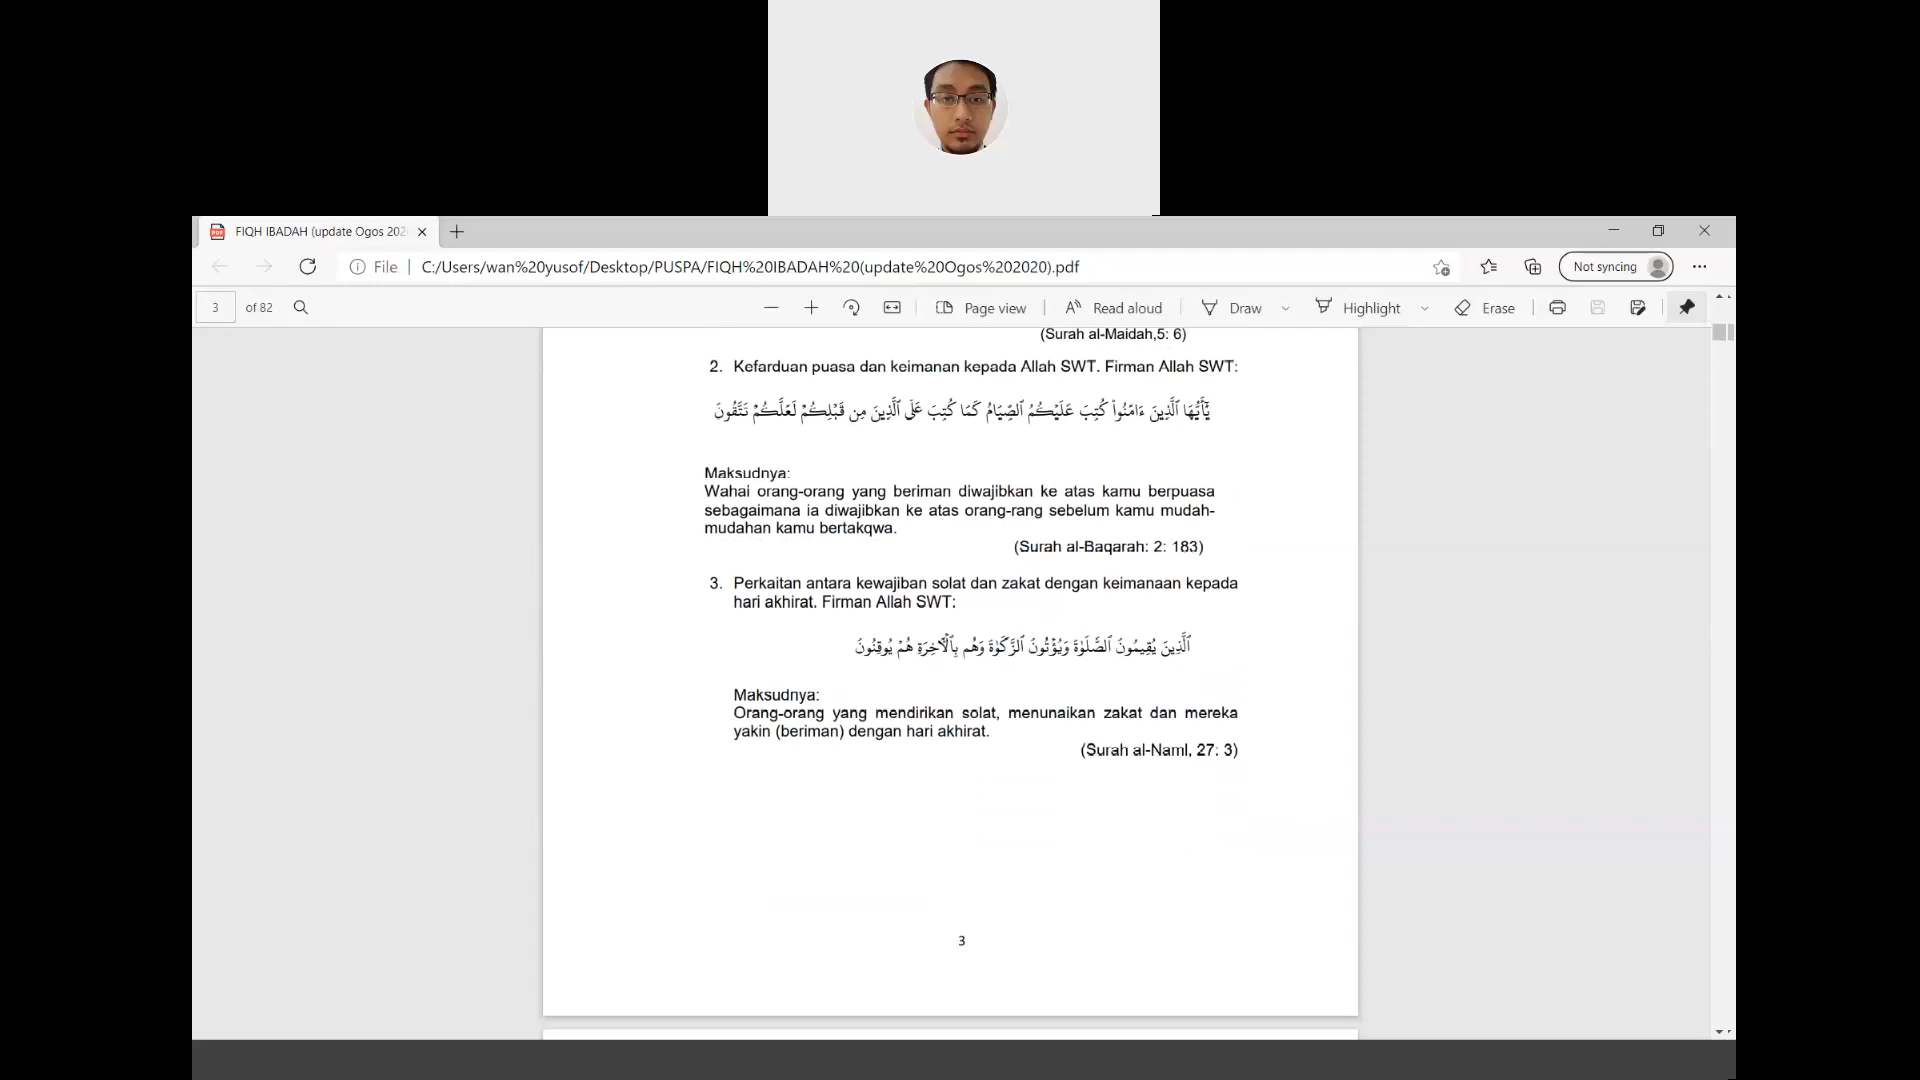 FIQH IBADAH (update Ogos 202
File
C:/Users/wan%20yusof/Desktop/PUSPA/FIQH%20IBADAH%20(update%20Ogos%202020).pdf
Not syncing
3 of 82
Page view
Read aloud
Draw
Highlight
Erase
(Surah al-Maidah,5: 6)
2. Kefarduan puasa dan keimanan kepada Allah SWT. Firman Allah SWT:
يَٰٓأَيُّهَا ٱلَّذِينَ ءَامَنُواْ كُتِبَ عَلَيۡكُمُ ٱلصِّيَامُ كَمَا كُتِبَ عَلَى ٱلَّذِينَ مِن قَبۡلِكُمۡ لَعَلَّكُمۡ تَتَّقُونَ
Maksudnya:
Wahai orang-orang yang beriman diwajibkan ke atas kamu berpuasa
sebagaimana ia diwajibkan ke atas orang-rang sebelum kamu mudah-
mudahan kamu bertakqwa.
(Surah al-Baqarah: 2: 183)
3. Perkaitan antara kewajiban solat dan zakat dengan keimanaan kepada
hari akhirat. Firman Allah SWT:
ٱلَّذِينَ يُقِيمُونَ ٱلصَّلَوٰةَ وَيُؤۡتُونَ ٱلزَّكَوٰةَ وَهُم بِٱلۡأٓخِرَةِ هُمۡ يُوقِنُونَ
Maksudnya:
Orang-orang yang mendirikan solat, menunaikan zakat dan mereka
yakin (beriman) dengan hari akhirat.
(Surah al-Naml, 27: 3)
3